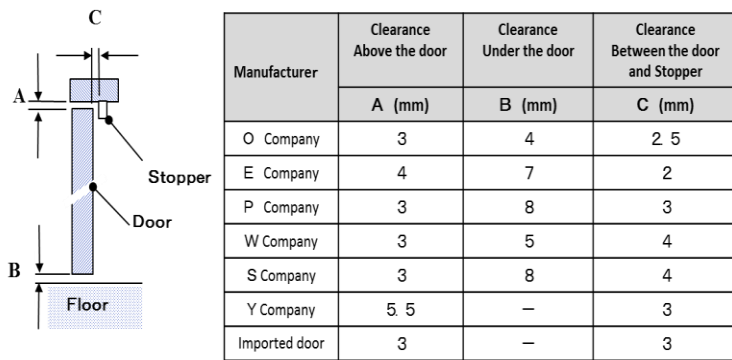 C
A
Stopper
Door
B
Floor
Manufacturer
Clearance
Above the door
Clearance
Under the door
Clearance
Between the door
and Stopper
A (mm)
B (mm)
C (mm)
O Company 3 4 2.5
E Company 4 7 2
P Company 3 8 3
W Company 3 5 4
S Company 3 8 4
Y Company 5.5 － 3
Imported door 3 － 3